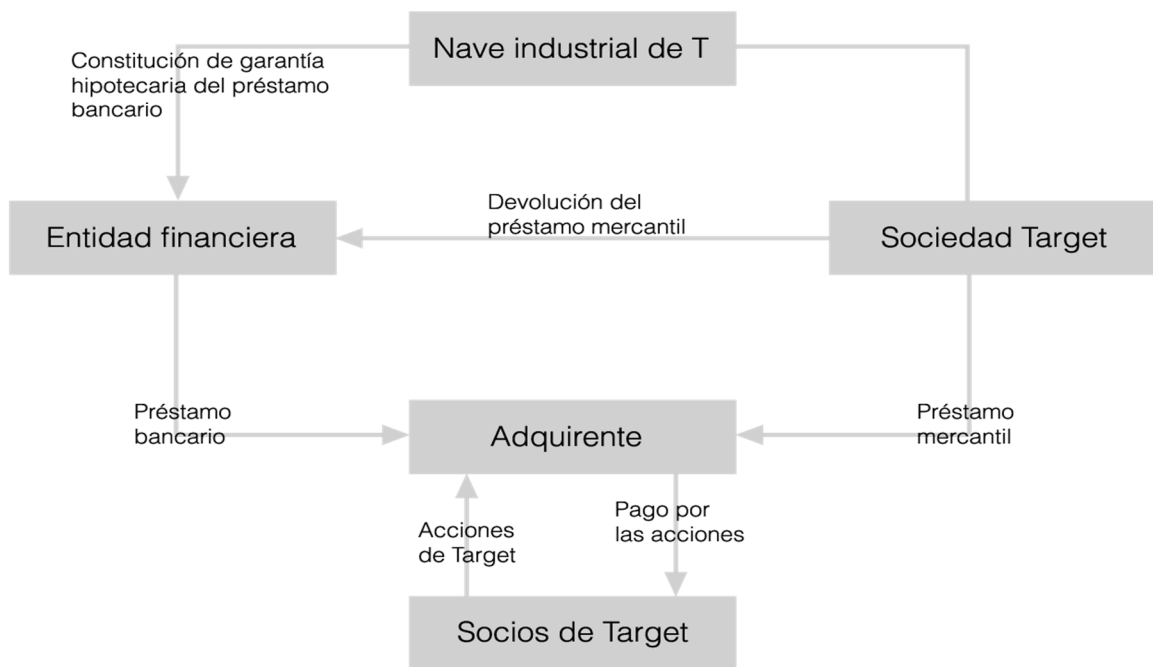 Nave industrial de T
Constitución de garantía
hipotecaria del préstamo
bancario
Devolución del
préstamo mercantil
Entidad financiera
Sociedad Target
Préstamo
bancario
Adquirente
Préstamo
mercantil
Acciones
de Target
Pago por
las acciones
Socios de Target